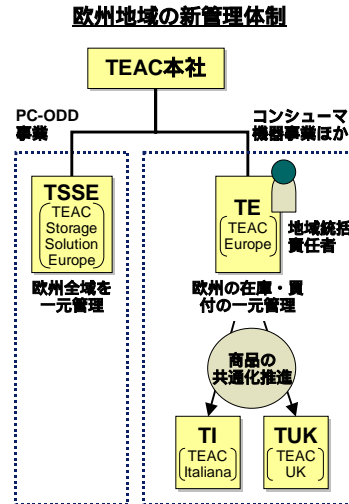 欧州地域の新管理体制
TEAC本社
PC-ODD
事業
コンシューマ
機器事業ほか
TSSE
TEAC
Storage
Solution
Europe
欧州全域を
一元管理
TE
TEAC
Europe
地域統括
責任者
欧州の在庫・買
付の一元管理
商品の
共通化推進
TI
TEAC
Italiana
TUK
TEAC
UK